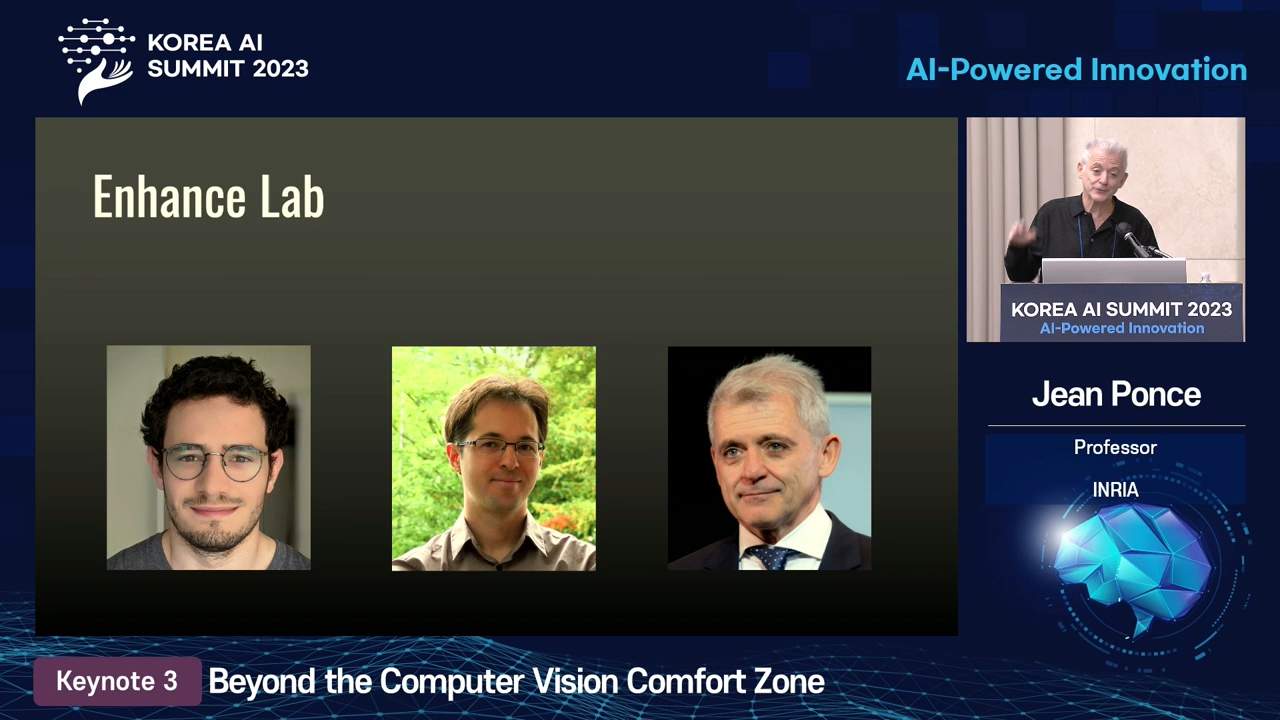 KOREA AI
SUMMIT 2023
AI-Powered Innovation
Enhance Lab
KOREA AI SUMMIT 2023
AI-Powered Innovation
Jean Ponce
Professor
INRIA
Keynote 3
Beyond the Computer Vision Comfort Zone